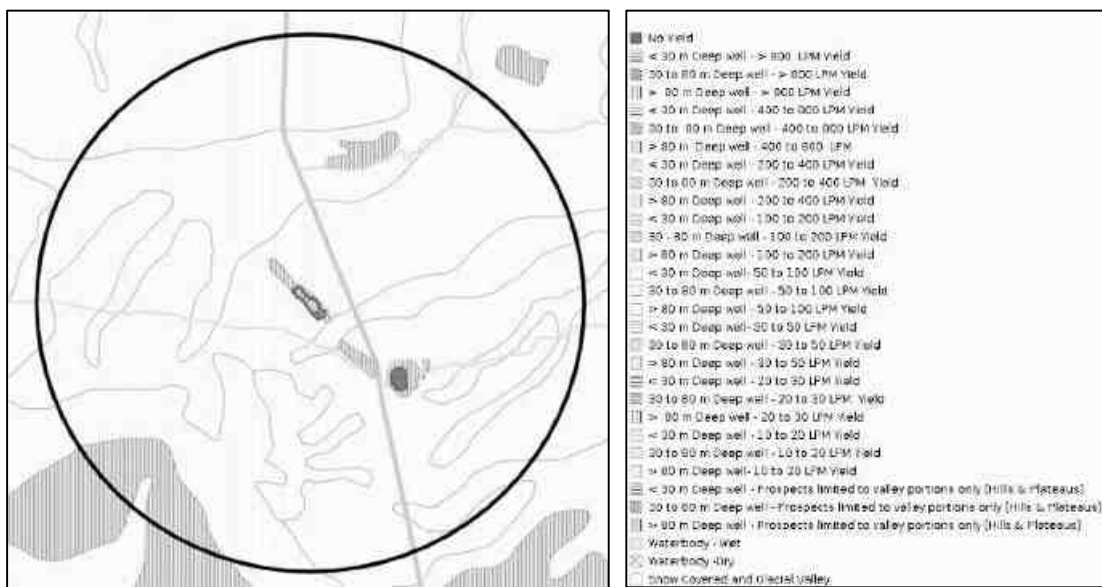 No Yield
< 30 m Deep well - > 800 LPM Yield
30 to 80 m Deep well - > 800 LPM Yield
> 80 m Deep well - > 800 LPM Yield
< 30 m Deep well - 400 to 800 LPM Yield
30 to 80 m Deep well - 400 to 800 LPM Yield
> 80 m Deep well - 400 to 800 LPM
< 30 m Deep well - 200 to 400 LPM Yield
30 to 80 m Deep well - 200 to 400 LPM Yield
> 80 m Deep well - 200 to 400 LPM Yield
< 30 m Deep well - 100 to 200 LPM Yield
30 - 80 m Deep well - 100 to 200 LPM Yield
> 80 m Deep well - 100 to 200 LPM Yield
< 30 m Deep well- 50 to 100 LPM Yield
30 to 80 m Deep well - 50 to 100 LPM Yield
> 80 m Deep well - 50 to 100 LPM Yield
< 30 m Deep well- 30 to 50 LPM Yield
30 to 80 m Deep well - 30 to 50 LPM Yield
> 80 m Deep well - 30 to 50 LPM Yield
< 30 m Deep well - 20 to 30 LPM Yield
30 to 80 m Deep well - 20 to 30 LPM Yield
> 80 m Deep well - 20 to 30 LPM Yield
< 30 m Deep well - 10 to 20 LPM Yield
30 to 80 m Deep well - 10 to 20 LPM Yield
> 80 m Deep well- 10 to 20 LPM Yield
< 30 m Deep well - Prospects limited to valley portions only (Hills & Plateaus)
30 to 80 m Deep well - Prospects limited to valley portions only (Hills & Plateaus)
> 80 m Deep well - Prospects limited to valley portions only (Hills & Plateaus)
Waterbody - Wet
Waterbody -Dry
Snow Covered and Glacial Valley